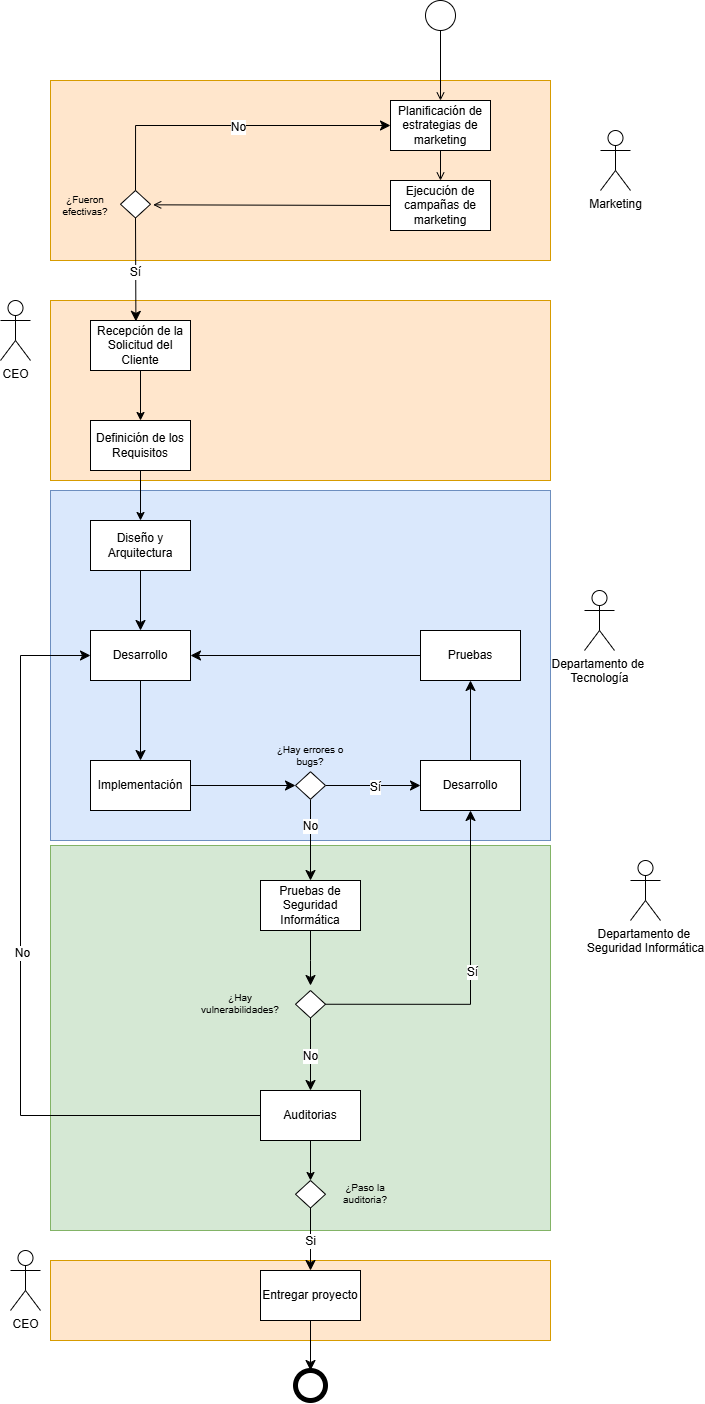 Planificación de
estrategias de
marketing
No
Marketing
¿Fueron
efectivas?
Ejecución de
campañas de
marketing
Sí
CEO
Recepción de la
Solicitud del
Cliente
Definición de los
Requisitos
Diseño y
Arquitectura
Desarrollo
Pruebas
Departamento de
Tecnología
Implementación
¿Hay errores o
bugs?
Sí
Desarrollo
No
Pruebas de
Seguridad
Informática
Departamento de
Seguridad Informática
No
¿Hay
vulnerabilidades?
Sí
No
Auditorias
¿Paso la
auditoria?
Si
CEO
Entregar proyecto